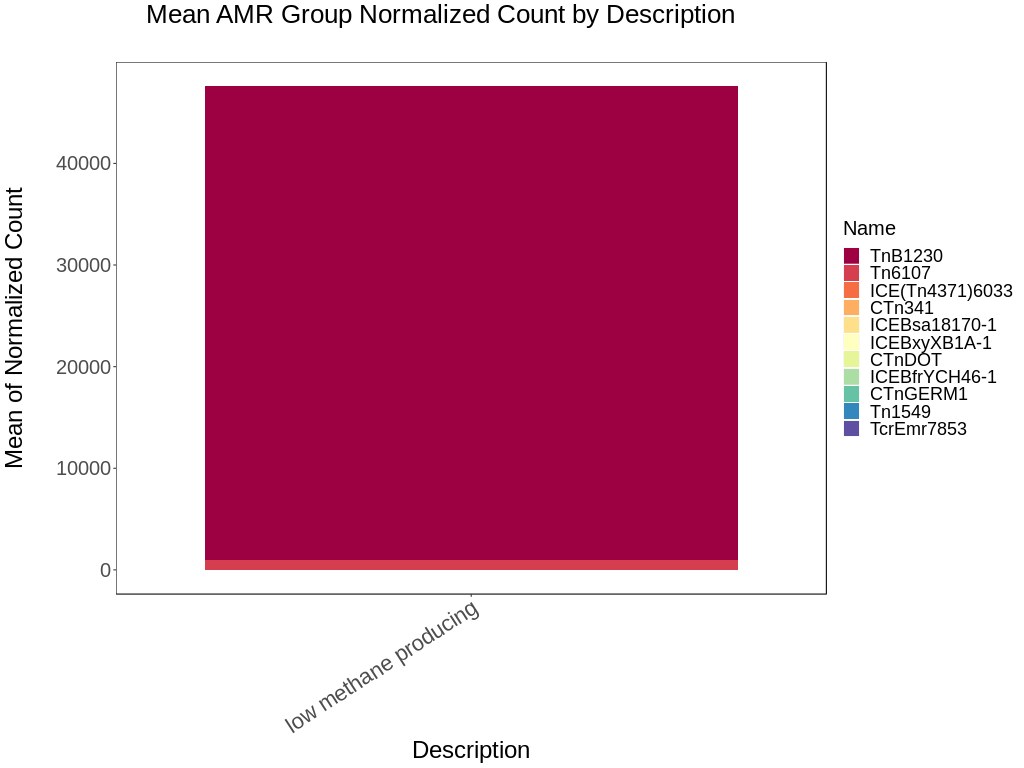 Mean AMR Group Normalized Count by Description
Mean of Normalized Count
40000
30000
20000
10000
0
low methane producing
Description
Name
TnB1230
Tn6107
ICE(Tn4371)6033
CTn341
ICEBsa18170-1
ICEBxyXB1A-1
CTnDOT
ICEBfrYCH46-1
CTnGERM1
Tn1549
TcrEmr7853